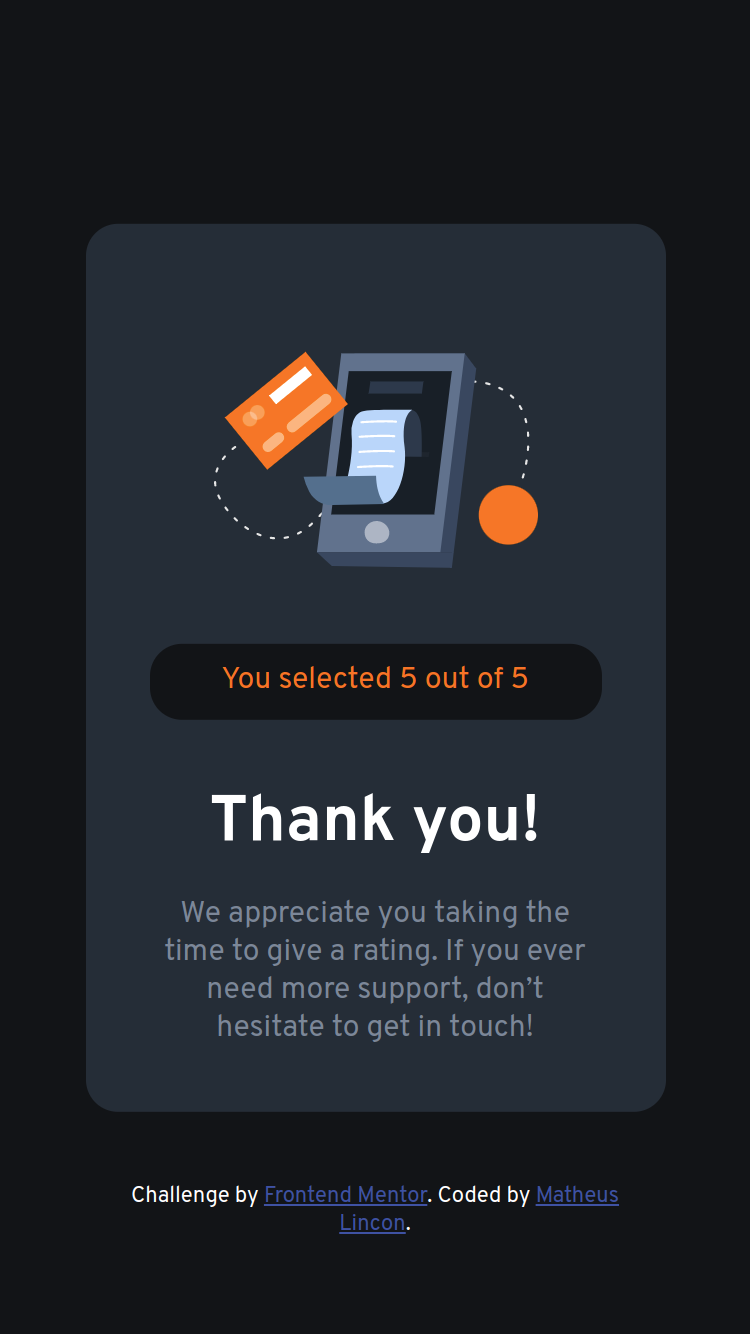 You selected 5 out of 5
Thank you!
We appreciate you taking the
time to give a rating. If you ever
need more support, don’t
hesitate to get in touch!
Challenge by Frontend Mentor. Coded by Matheus
Lincon.